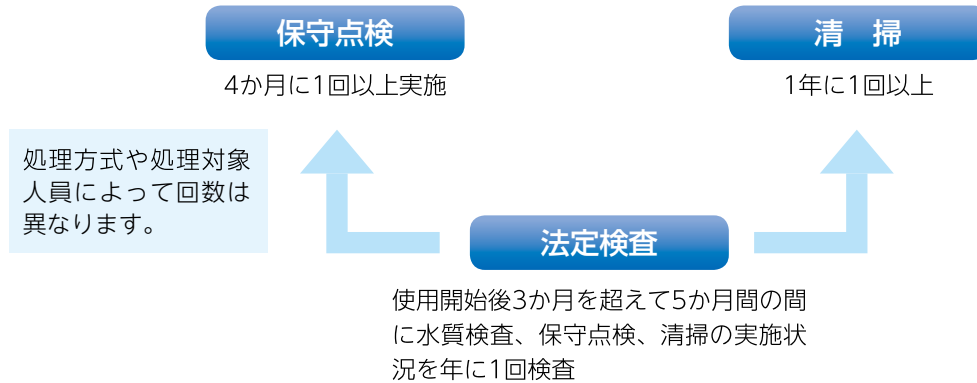 保守点検
4か月に1回以上実施
清　掃
1年に1回以上
処理方式や処理対象
人員によって回数は
異なります。
法定検査
使用開始後3か月を超えて5か月間の間
に水質検査、保守点検、清掃の実施状
況を年に1回検査